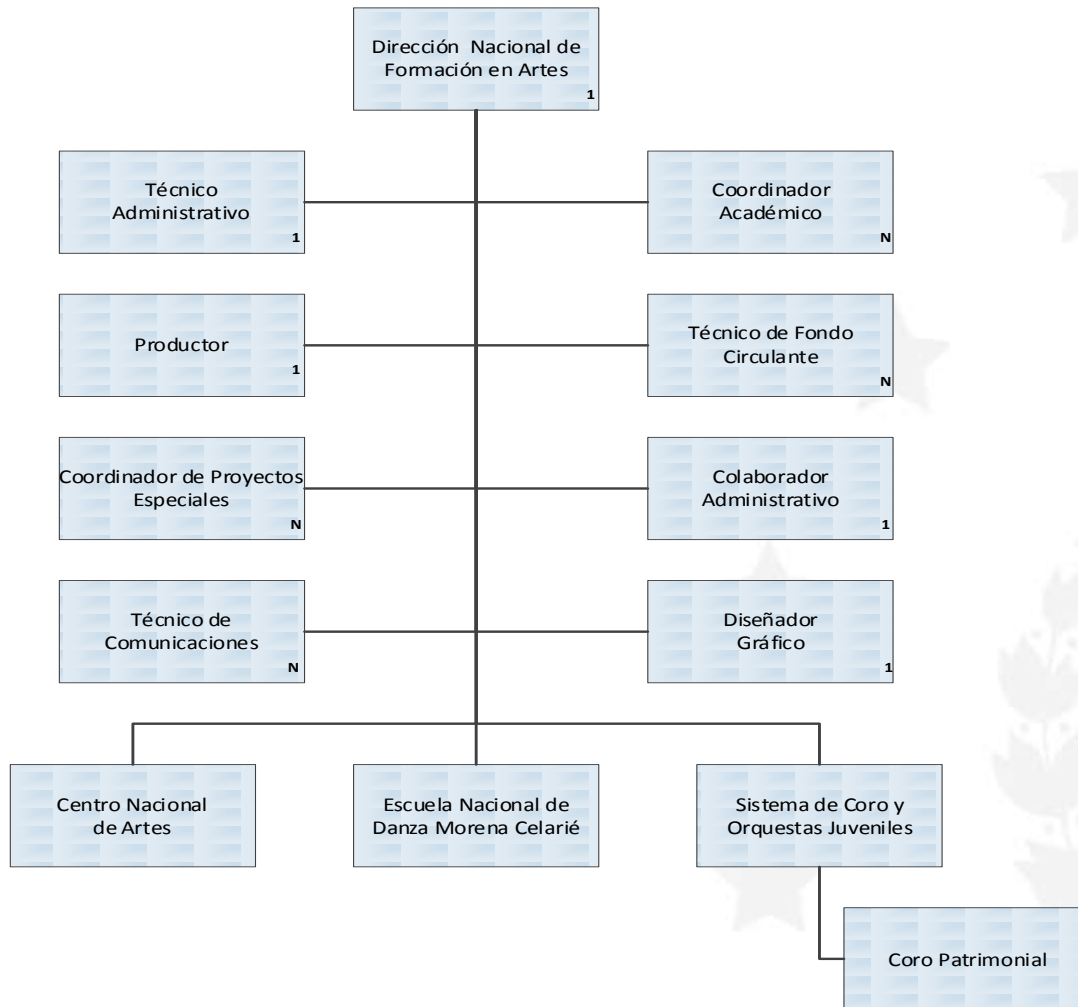 Dirección Nacional de
Formación en Artes
1
Técnico
Administrativo
1
Coordinador
Académico
N
Productor
1
Técnico de Fondo
Circulante
N
Coordinador de Proyectos
Especiales
N
Colaborador
Administrativo
1
Técnico de
Comunicaciones
N
Diseñador
Gráfico
1
Centro Nacional
de Artes
Escuela Nacional de
Danza Morena Celarié
Sistema de Coro y
Orquestas Juveniles
Coro Patrimonial